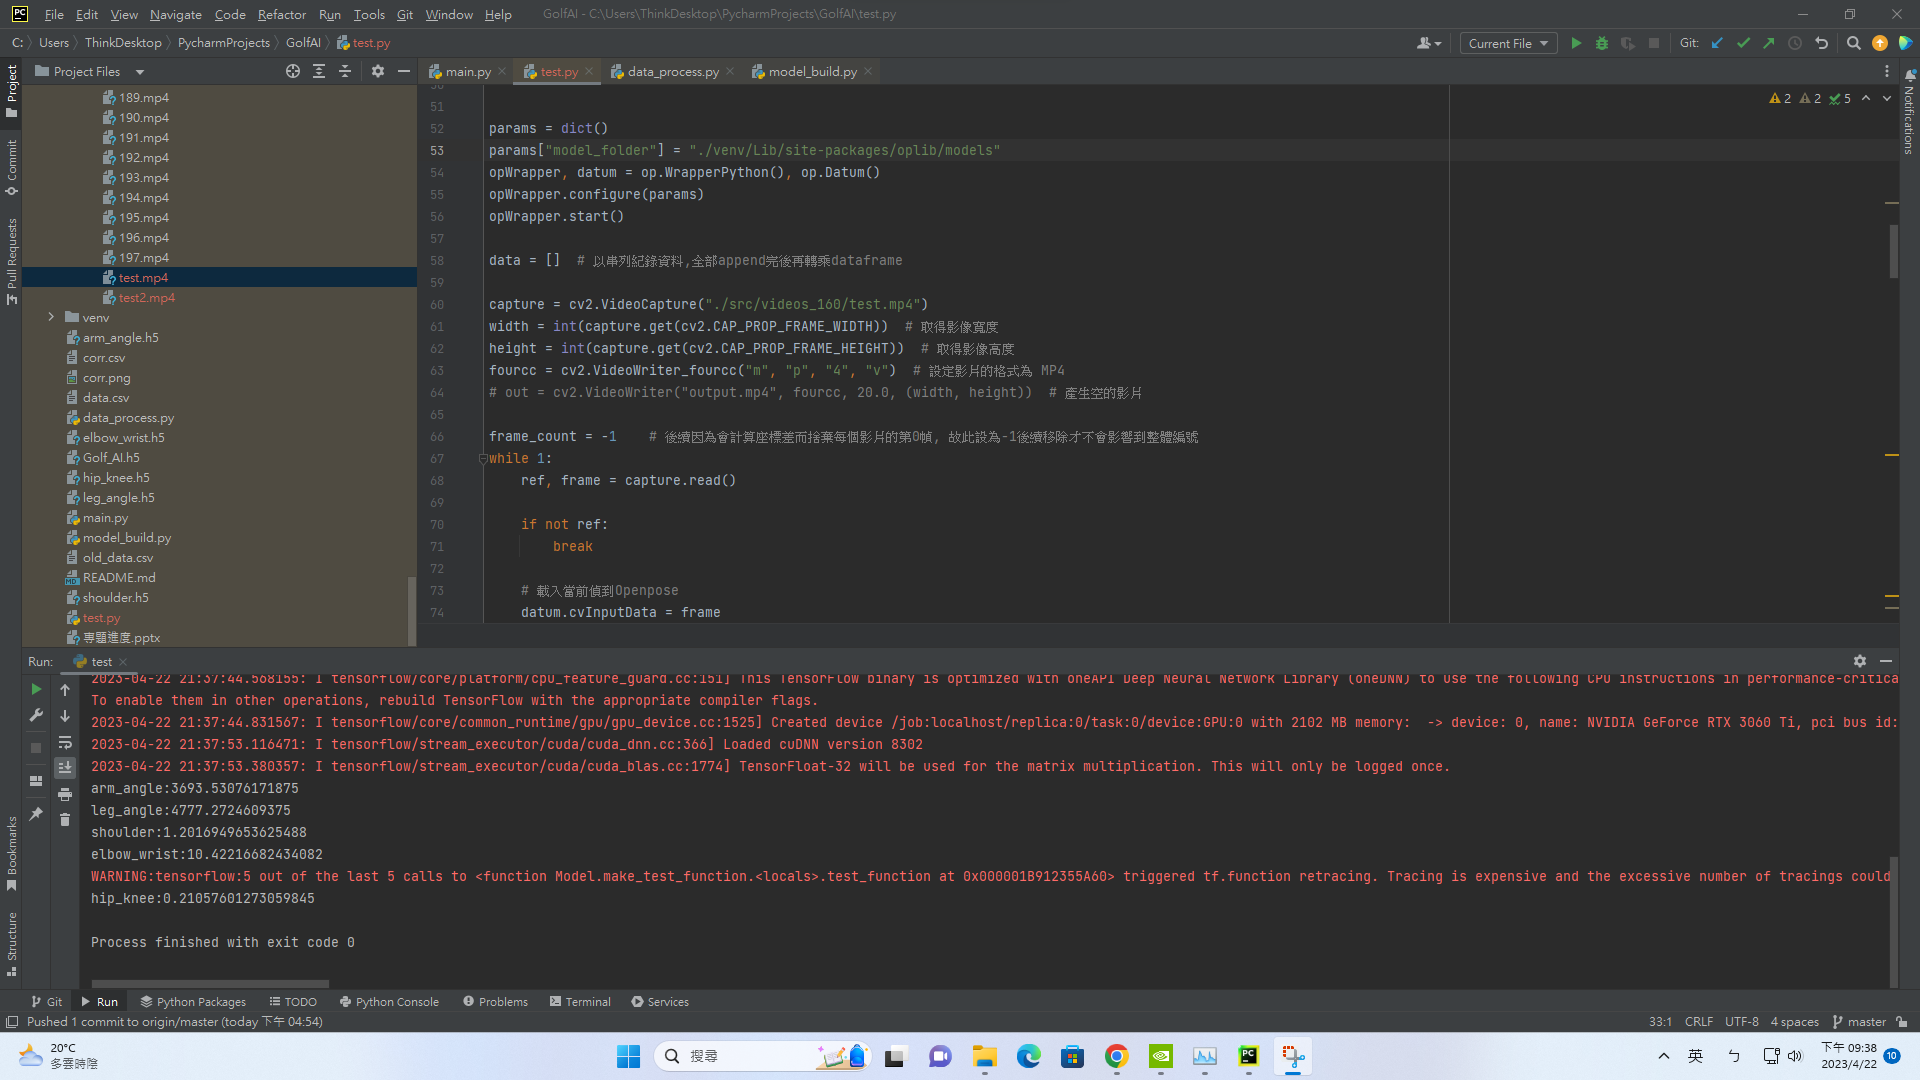 File Edit View Navigate Code Refactor Run Tools Git Window Help GolfAI - C:\Users\ThinkDesktop\PycharmProjects\GolfAI\test.py
C: Users ThinkDesktop PycharmProjects GolfAI test.py Current File Git:
Project Files
main.py test.py data_process.py model_build.py
Project
Commit
Pull Requests
Bookmarks
Structure
Notifications
189.mp4
190.mp4
191.mp4
192.mp4
193.mp4
194.mp4
195.mp4
196.mp4
197.mp4
test.mp4
test2.mp4
venv
arm_angle.h5
corr.csv
corr.png
data.csv
data_process.py
elbow_wrist.h5
Golf_AI.h5
hip_knee.h5
leg_angle.h5
main.py
model_build.py
old_data.csv
README.md
shoulder.h5
test.py
專題進度.pptx
2 2 5
51
52 params = dict()
53 params["model_folder"] = "./venv/Lib/site-packages/oplib/models"
54 opWrapper, datum = op.WrapperPython(), op.Datum()
55 opWrapper.configure(params)
56 opWrapper.start()
57
58 data = [] # 以串列紀錄資料,全部append完後再轉乘dataframe
59
60 capture = cv2.VideoCapture("./src/videos_160/test.mp4")
61 width = int(capture.get(cv2.CAP_PROP_FRAME_WIDTH)) # 取得影像寬度
62 height = int(capture.get(cv2.CAP_PROP_FRAME_HEIGHT)) # 取得影像高度
63 fourcc = cv2.VideoWriter_fourcc("m", "p", "4", "v") # 設定影片的格式為 MP4
64 # out = cv2.VideoWriter("output.mp4", fourcc, 20.0, (width, height)) # 產生空的影片
65
66 frame_count = -1 # 後續因為會計算座標差而捨棄每個影片的第0幀, 故此設為-1後續移除才不會影響到整體編號
67 while 1:
68 ref, frame = capture.read()
69
70 if not ref:
71 break
72
73 # 載入當前偵到Openpose
74 datum.cvInputData = frame
Run: test
2023-04-22 21:37:44.568155: I tensorflow/core/platform/cpu_feature_guard.cc:151] This TensorFlow binary is optimized with oneAPI Deep Neural Network Library (oneDNN) to use the following CPU instructions in performance-critica
To enable them in other operations, rebuild TensorFlow with the appropriate compiler flags.
2023-04-22 21:37:44.831567: I tensorflow/core/common_runtime/gpu/gpu_device.cc:1525] Created device /job:localhost/replica:0/task:0/device:GPU:0 with 2102 MB memory:  -> device: 0, name: NVIDIA GeForce RTX 3060 Ti, pci bus id:
2023-04-22 21:37:53.116471: I tensorflow/stream_executor/cuda/cuda_dnn.cc:366] Loaded cuDNN version 8302
2023-04-22 21:37:53.380357: I tensorflow/stream_executor/cuda/cuda_blas.cc:1774] TensorFloat-32 will be used for the matrix multiplication. This will only be logged once.
arm_angle:3693.53076171875
leg_angle:4777.2724609375
shoulder:1.2016949653625488
elbow_wrist:10.42216682434082
WARNING:tensorflow:5 out of the last 5 calls to <function Model.make_test_function.<locals>.test_function at 0x000001B912355A60> triggered tf.function retracing. Tracing is expensive and the excessive number of tracings could
hip_knee:0.21057601273059845
Process finished with exit code 0
Git Run Python Packages TODO Python Console Problems Terminal Services
Pushed 1 commit to origin/master (today 下午 04:54) 33:1 CRLF UTF-8 4 spaces master
20°C
多雲時陰
搜尋
英 ㄅ
下午 09:38
2023/4/22
10